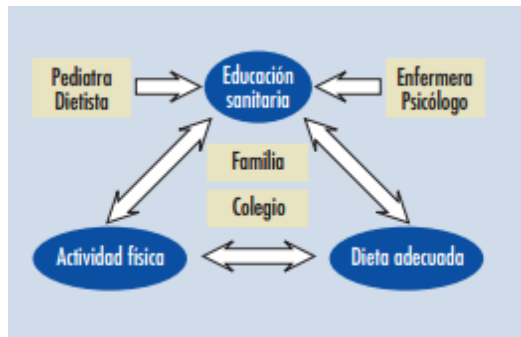 Pediatra
Dietista
Educación
sanitaria
Enfermera
Psicólogo
Familia
Colegio
Actividad física
Dieta adecuada